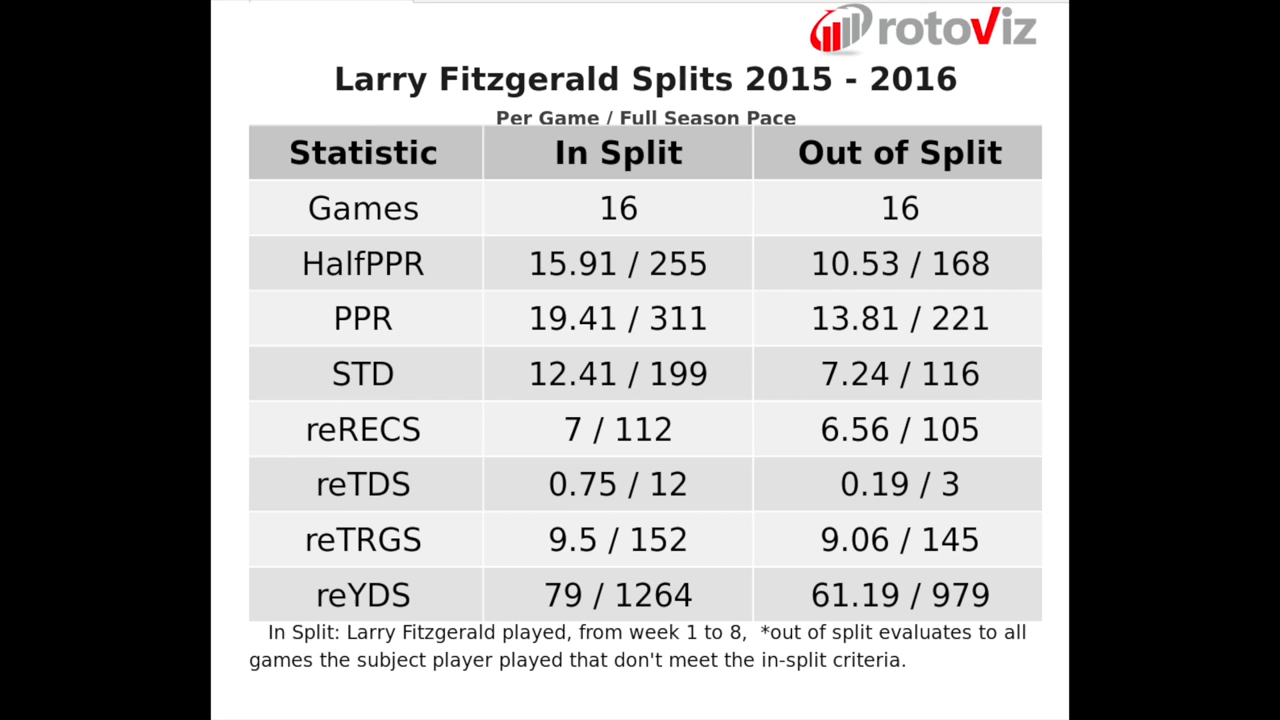 rotoViz
Larry Fitzgerald Splits 2015 - 2016
Per Game / Full Season Pace
Statistic In Split Out of Split
Games 16 16
HalfPPR 15.91 / 255 10.53 / 168
PPR 19.41 / 311 13.81 / 221
STD 12.41 / 199 7.24 / 116
reRECS 7 / 112 6.56 / 105
reTDS 0.75 / 12 0.19 / 3
reTRGS 9.5 / 152 9.06 / 145
reYDS 79 / 1264 61.19 / 979
In Split: Larry Fitzgerald played, from week 1 to 8, *out of split evaluates to all
games the subject player played that don't meet the in-split criteria.